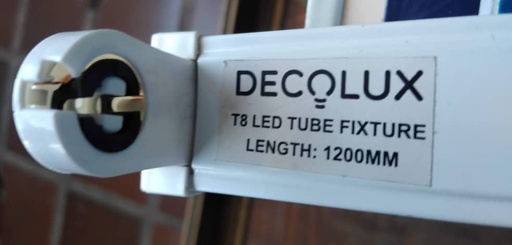 DECOLUX
T8 LED TUBE FIXTURE
LENGTH: 1200MM